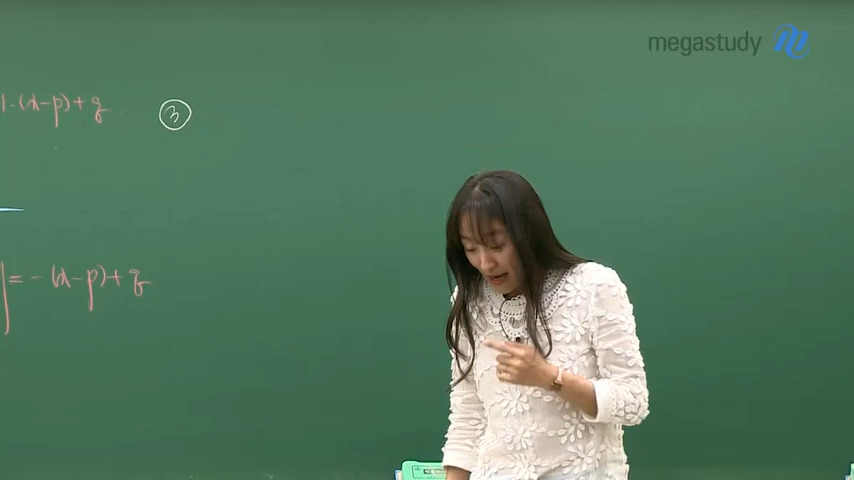 megastudy
1·(x-p)+q
③
y=-(x-p)+q